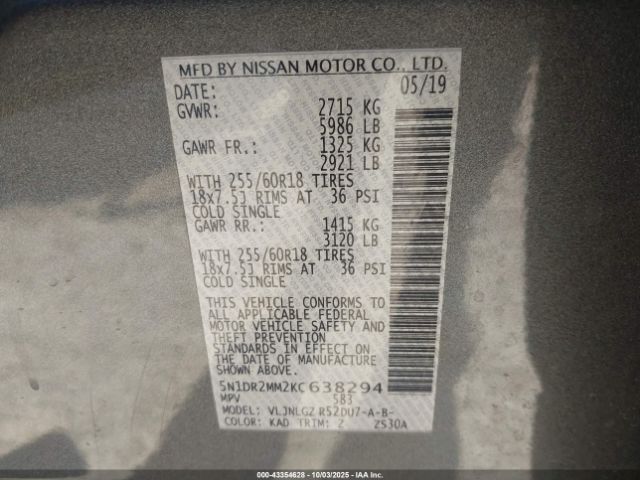 MFD BY NISSAN MOTOR CO., LTD.
DATE: 05/19
GVWR: 2715 KG
5986 LB
GAWR FR.: 1325 KG
2921 LB
WITH 255/60R18 TIRES
18x7.5J RIMS AT 36 PSI
COLD SINGLE
GAWR RR.: 1415 KG
3120 LB
WITH 255/60R18 TIRES
18x7.5J RIMS AT 36 PSI
COLD SINGLE
THIS VEHICLE CONFORMS TO
ALL APPLICABLE FEDERAL
MOTOR VEHICLE SAFETY AND
THEFT PREVENTION
STANDARDS IN EFFECT ON
THE DATE OF MANUFACTURE
SHOWN ABOVE.
5N1DR2MM2KC638294
MPV 583
MODEL: VLJNLGZ R52DU7-A-B-
COLOR: KAD TRIM: Z ZS30A
000-43354628 | 10/03/2025 | IAAI.com